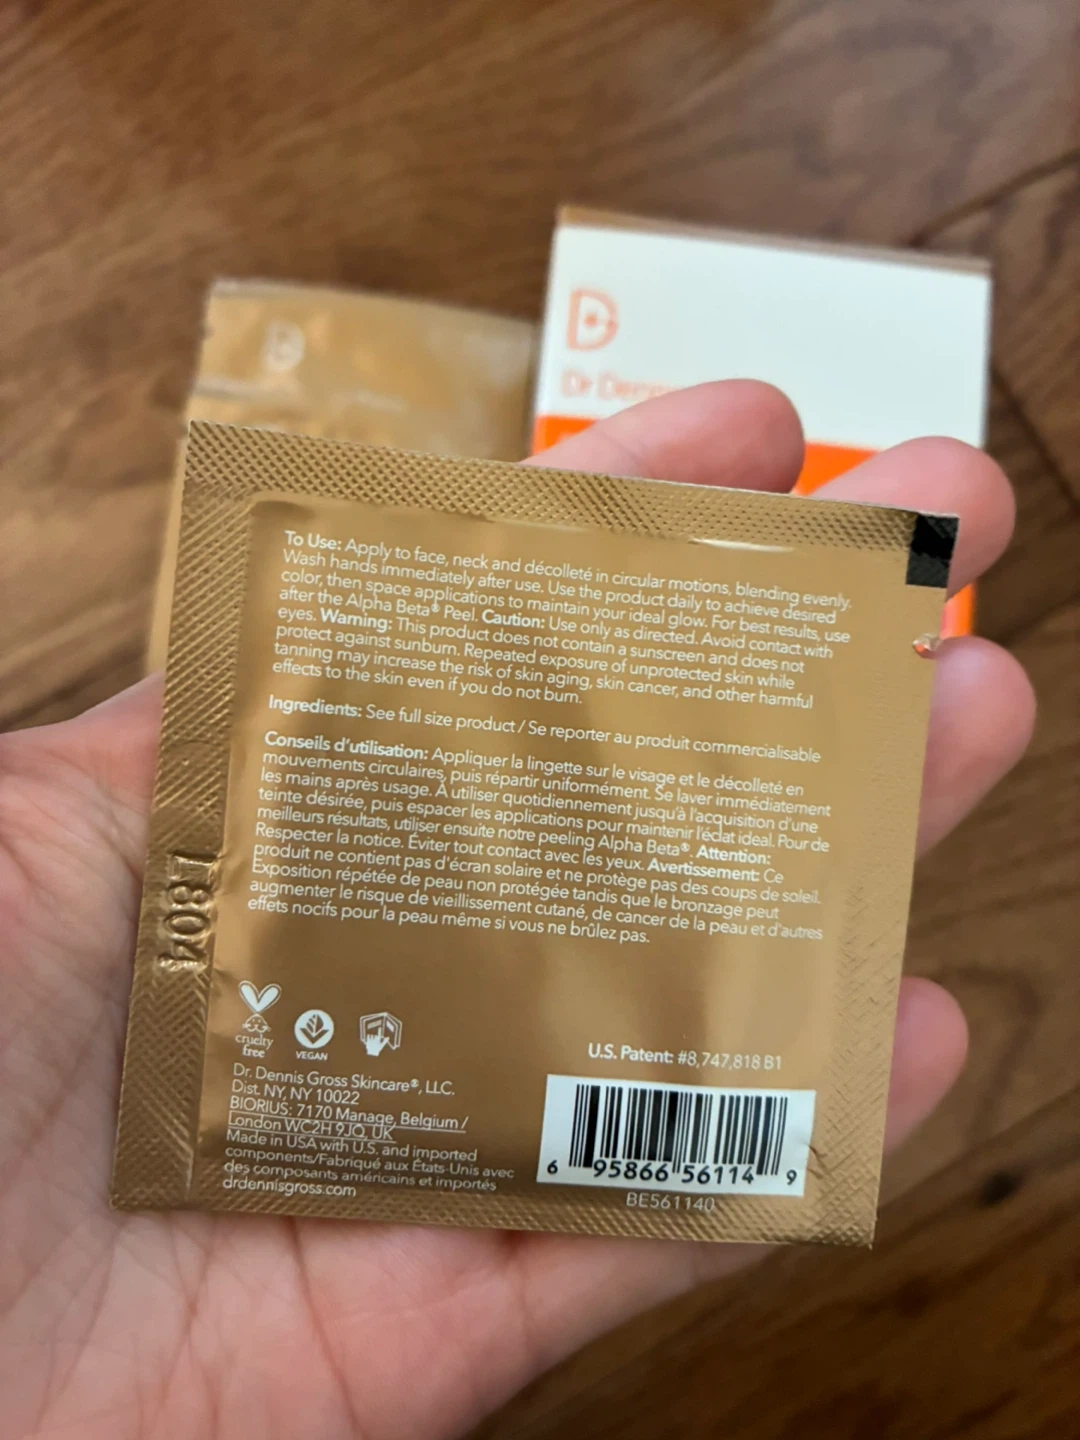 Dr Denn
To Use: Apply to face, neck and décolleté in circular motions, blending evenly.
Wash hands immediately after use. Use the product daily to achieve desired
color, then space applications to maintain your ideal glow. For best results, use
after the Alpha Beta® Peel. Caution: Use only as directed. Avoid contact with
eyes. Warning: This product does not contain a sunscreen and does not
protect against sunburn. Repeated exposure of unprotected skin while
tanning may increase the risk of skin aging, skin cancer, and other harmful
effects to the skin even if you do not burn.
Ingredients: See full size product / Se reporter au produit commercialisable
Conseils d'utilisation: Appliquer la lingette sur le visage et le décolleté en
mouvements circulaires, puis répartir uniformément. Se laver immédiatement
les mains après usage. À utiliser quotidiennement jusqu'à l'acquisition d'une
teinte désirée, puis espacer les applications pour maintenir l'éclat ideal. Pour de
meilleurs résultats, utiliser ensuite notre peeling Alpha Beta®. Attention:
Respecter la notice. Éviter tout contact avec les yeux. Avertissement: Ce
produit ne contient pas d'écran solaire et ne protège pas des coups de soleil.
Exposition répétée de peau non protégée tandis que le bronzage peut
augmenter le risque de vieillissement cutané, de cancer de la peau et d'autres
effets nocifs pour la peau même si vous ne brûlez pas.
L804
cruelty
free
VEGAN
U.S. Patent: #8,747,818 B1
Dr. Dennis Gross Skincare®, LLC.
Dist. NY, NY 10022
BIORIUS: 7170 Manage, Belgium /
London WC2H 9JQ, UK
Made in USA with U.S. and imported
components/Fabriqué aux États-Unis avec
des composants américains et importés
drdennisgross.com
6 95866 56114 9
BE561140